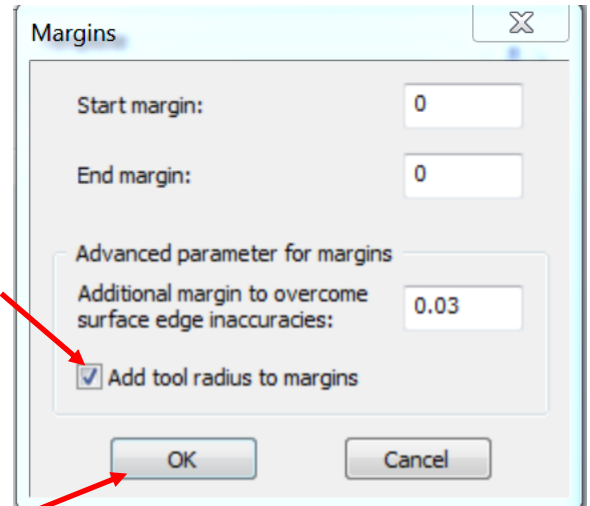 Margins
Start margin: 0
End margin: 0
Advanced parameter for margins
Additional margin to overcome
surface edge inaccuracies: 0.03
Add tool radius to margins
OK Cancel